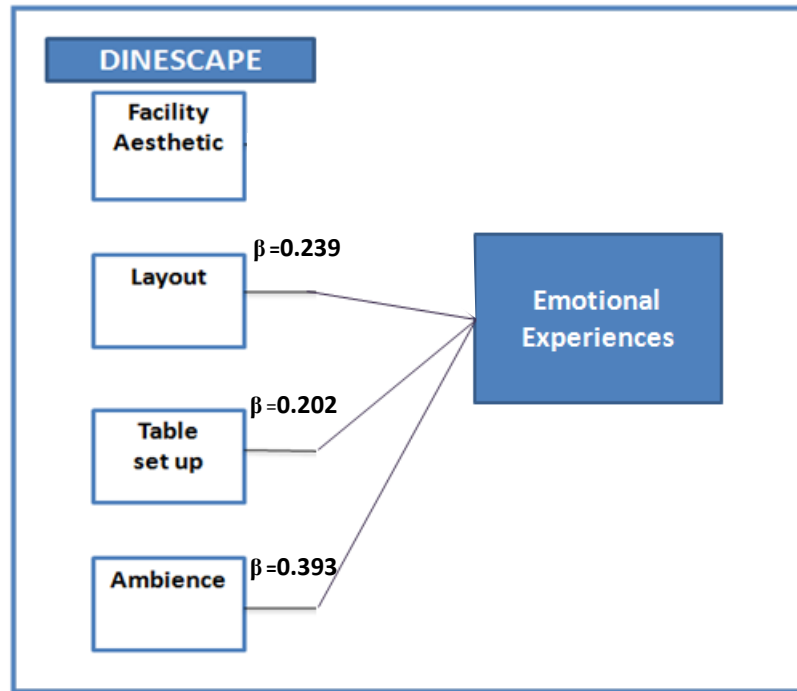 DINESCAPE
Facility
Aesthetic
β =0.239
Layout
Emotional
Experiences
β =0.202
Table
set up
β =0.393
Ambience